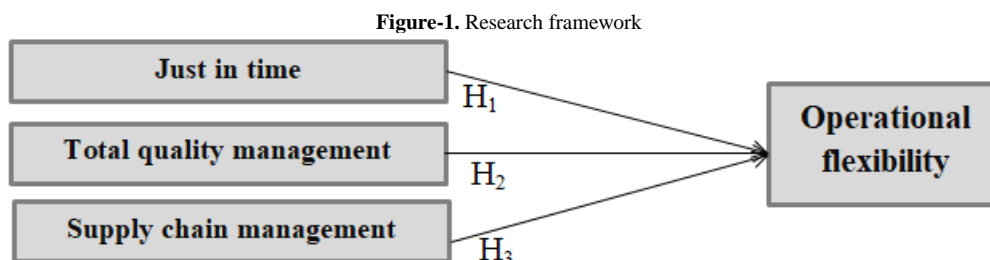 Figure-1. Research framework
Just in time
H₁
Total quality management
H₂
Supply chain management
H₃
Operational
flexibility